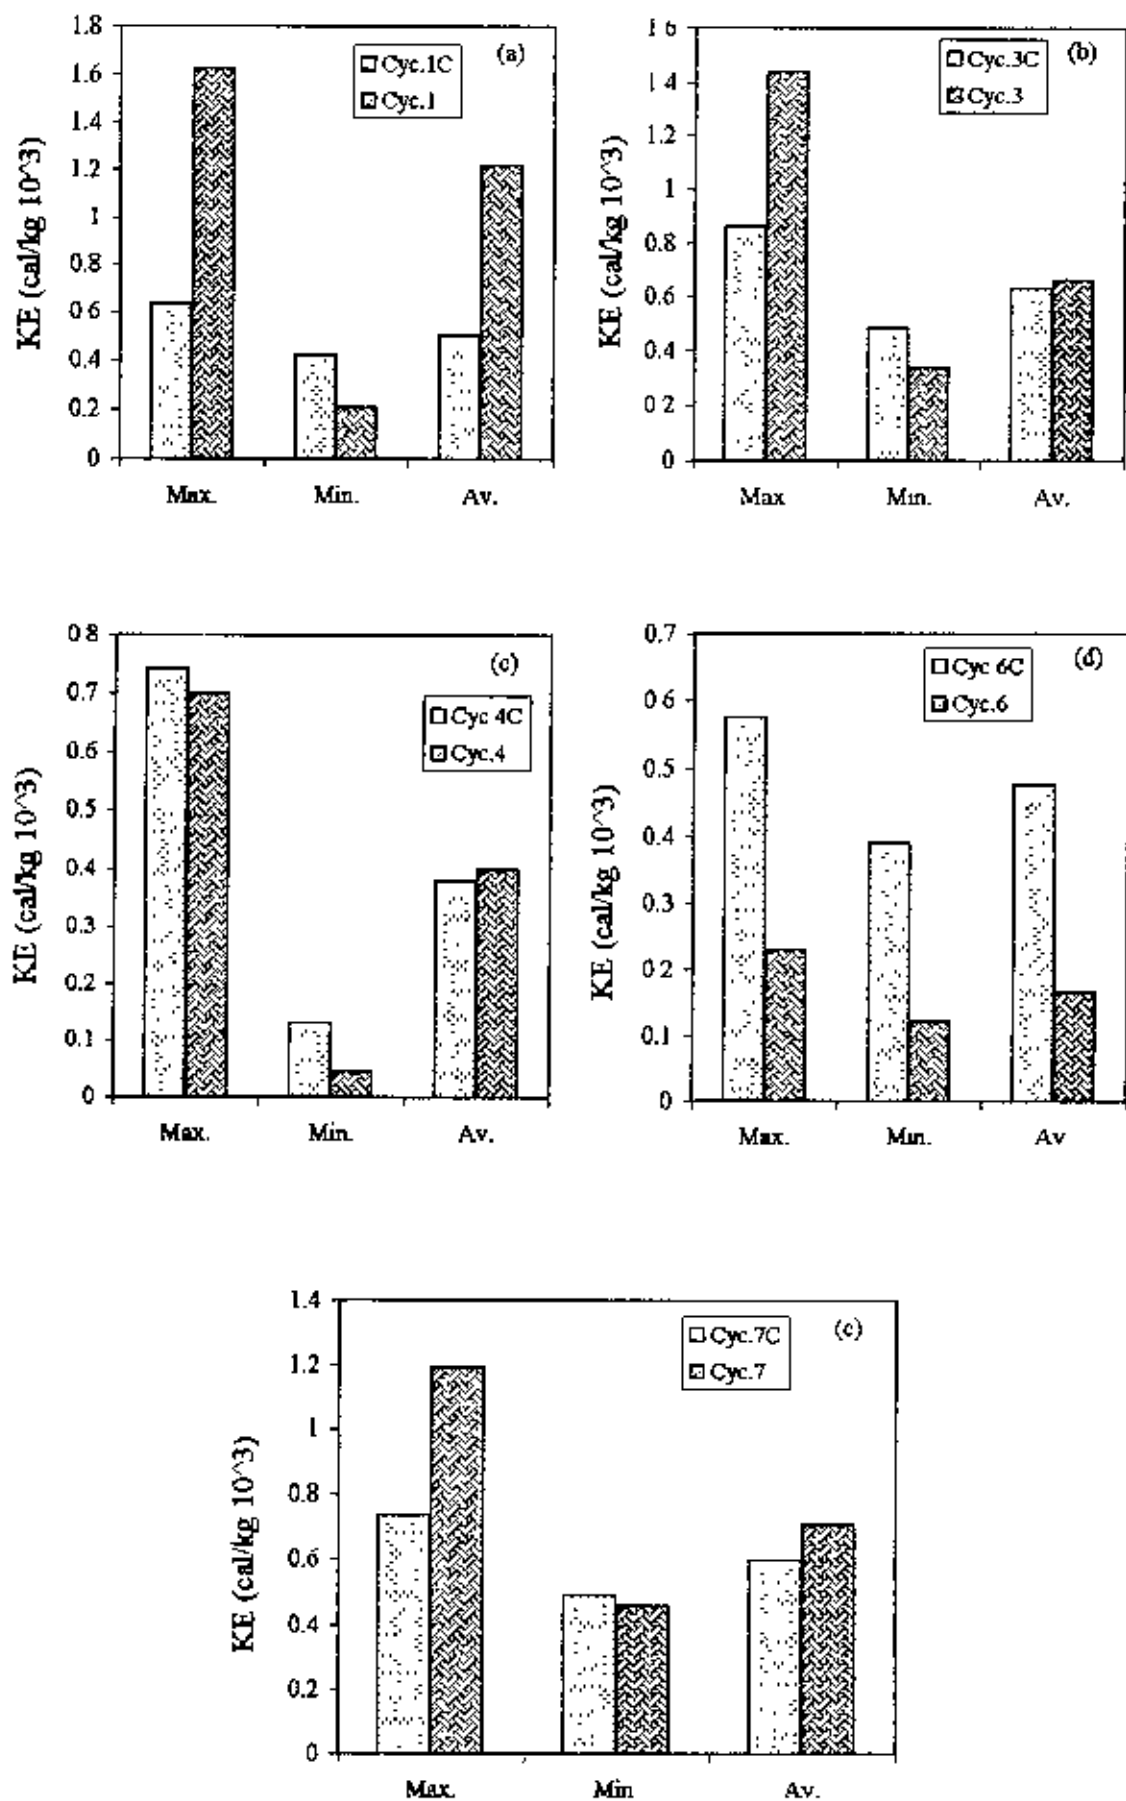 1.8
1.6
1.4
1.2
1
0.8
0.6
0.4
0.2
0
KE (cal/kg 10^3)
Cyc.1C
Cyc.1
(a)
Max.
Min.
Av.
1 6
1.4
1.2
1
0.8
0.6
0.4
0 2
0
KE (cal/kg 10^3)
Cyc.3C
Cyc.3
(b)
Max
Min.
Av.
0 8
0.7
0.6
0.5
0.4
0.3
0.2
0.1
0
KE (cal/kg 10^3)
Cyc 4C
Cyc.4
(c)
Max.
Min.
Av.
0.7
0.6
0.5
0.4
0.3
0.2
0.1
0
KE (cal/kg 10^3)
Cyc 6C
Cyc.6
(d)
Max.
Min.
Av
1.4
1.2
1
0.8
0.6
0.4
0.2
0
KE (cal/kg 10^3)
Cyc.7C
Cyc.7
(e)
Max.
Min
Av.